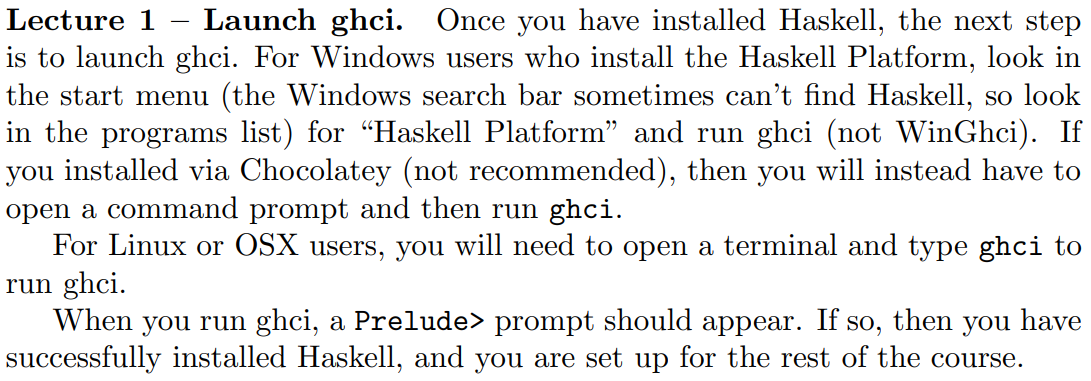 Lecture 1 – Launch ghci. Once you have installed Haskell, the next step
is to launch ghci. For Windows users who install the Haskell Platform, look in
the start menu (the Windows search bar sometimes can’t find Haskell, so look
in the programs list) for “Haskell Platform” and run ghci (not WinGhci). If
you installed via Chocolatey (not recommended), then you will instead have to
open a command prompt and then run ghci.
For Linux or OSX users, you will need to open a terminal and type ghci to
run ghci.
When you run ghci, a Prelude> prompt should appear. If so, then you have
successfully installed Haskell, and you are set up for the rest of the course.